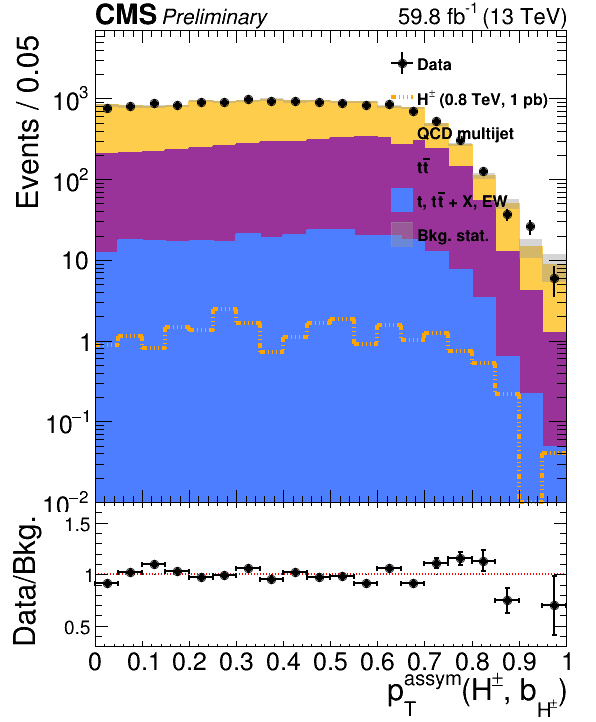 CMS Preliminary 59.8 fb⁻¹ (13 TeV)
Events / 0.05
10³
10²
10
1
10⁻¹
10⁻²
Data
H± (0.8 TeV, 1 pb)
QCD multijet
tt̄
t, tt̄ + X, EW
Bkg. stat.
Data/Bkg.
1.5
1
0.5
0 0.1 0.2 0.3 0.4 0.5 0.6 0.7 0.8 0.9 1
p_T^assym(H±, b_H±)